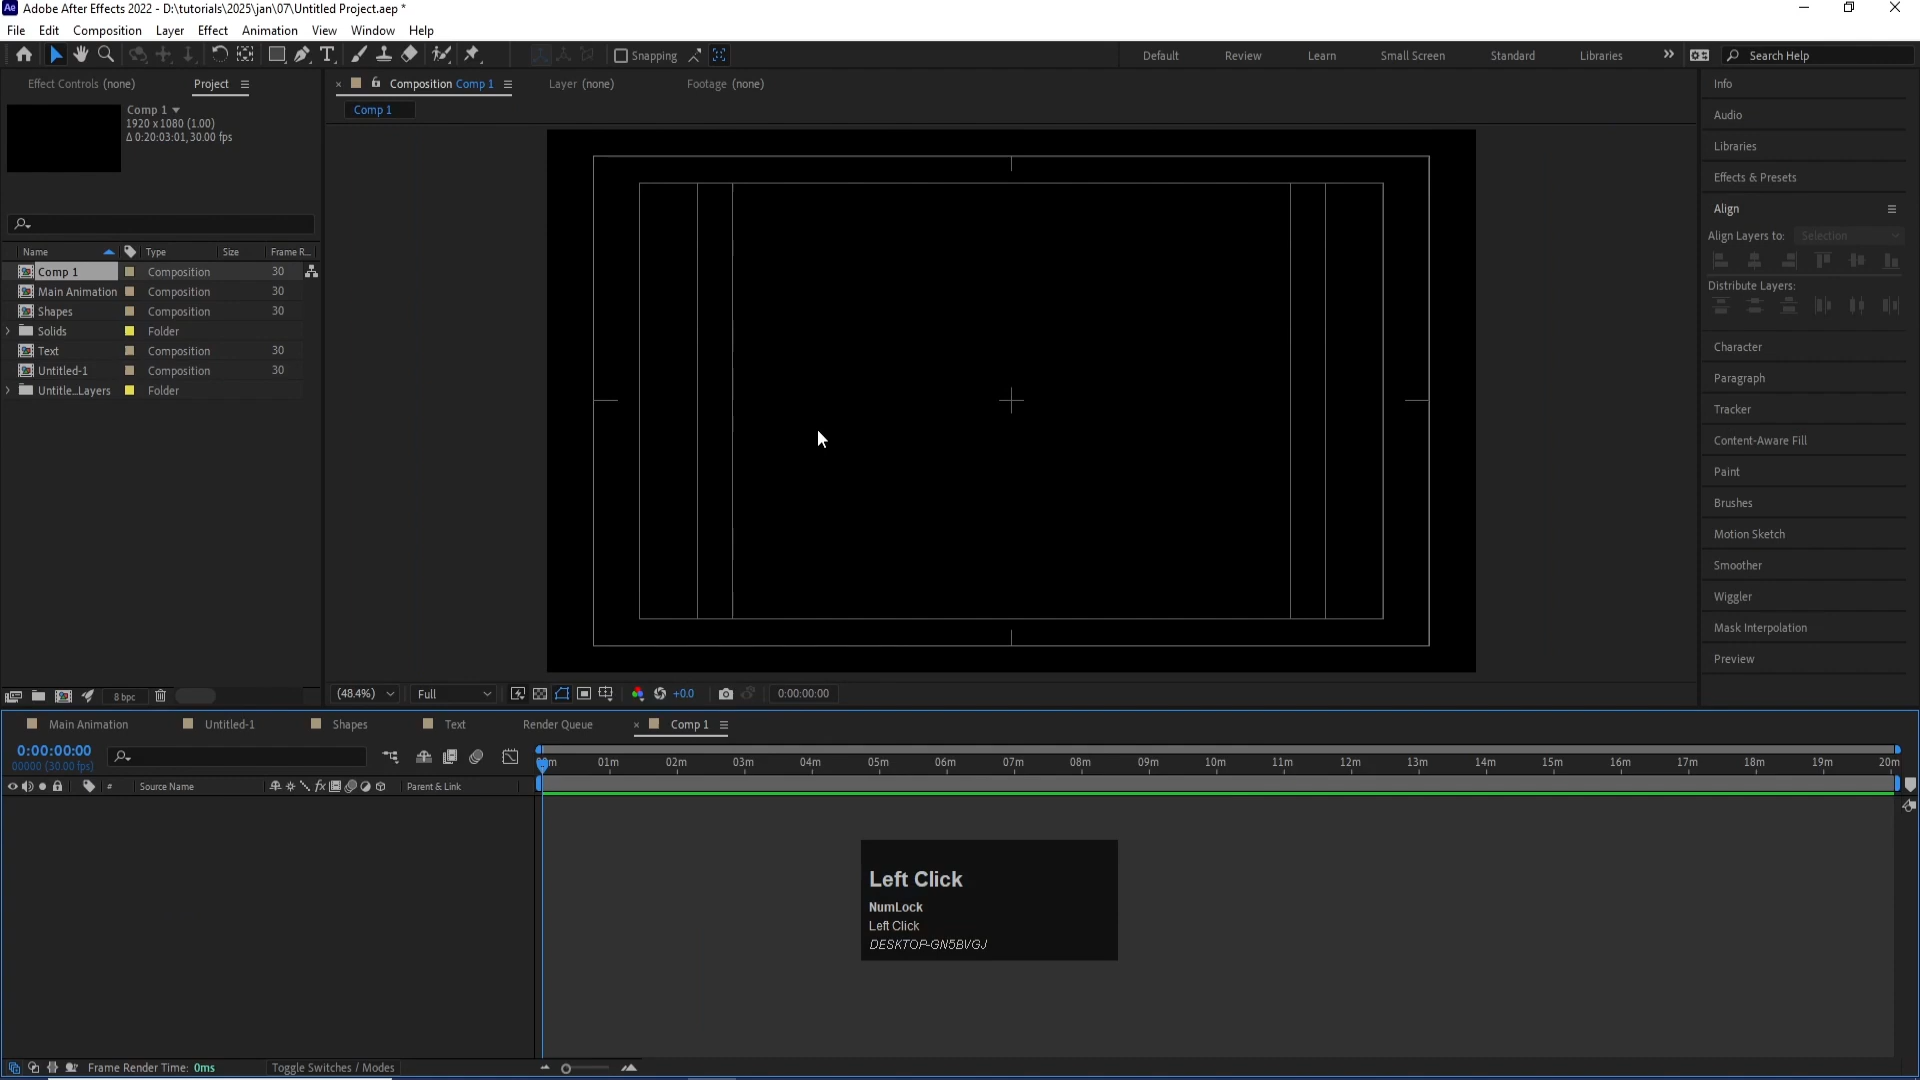 Adobe After Effects 2022 - D:\tutorials\2025\jan\07\Untitled Project.aep *
File Edit Composition Layer Effect Animation View Window Help
Snapping
Default Review Learn Small Screen Standard Libraries Search Help
Effect Controls (none) Project
Composition Comp 1 Layer (none) Footage (none)
Comp 1
1920 x 1080 (1.00)
Δ 0:20:03:01, 30.00 fps
Comp 1
Name Type Size Frame R...
Comp 1 Composition 30
Main Animation Composition 30
Shapes Composition 30
Solids Folder
Text Composition 30
Untitled-1 Composition 30
Untitle...Layers Folder
8 bpc
(48.4%) Full +0.0 0:00:00:00
Info
Audio
Libraries
Effects & Presets
Align
Align Layers to: Selection
Distribute Layers:
Character
Paragraph
Tracker
Content-Aware Fill
Paint
Brushes
Motion Sketch
Smoother
Wiggler
Mask Interpolation
Preview
Main Animation Untitled-1 Shapes Text Render Queue Comp 1
0:00:00:00
00000 (30.00 fps)
01m 02m 03m 04m 05m 06m 07m 08m 09m 10m 11m 12m 13m 14m 15m 16m 17m 18m 19m 20m
# Source Name fx Parent & Link
Left Click
NumLock
Left Click
DESKTOP-GN5BVGJ
Frame Render Time: 0ms Toggle Switches / Modes